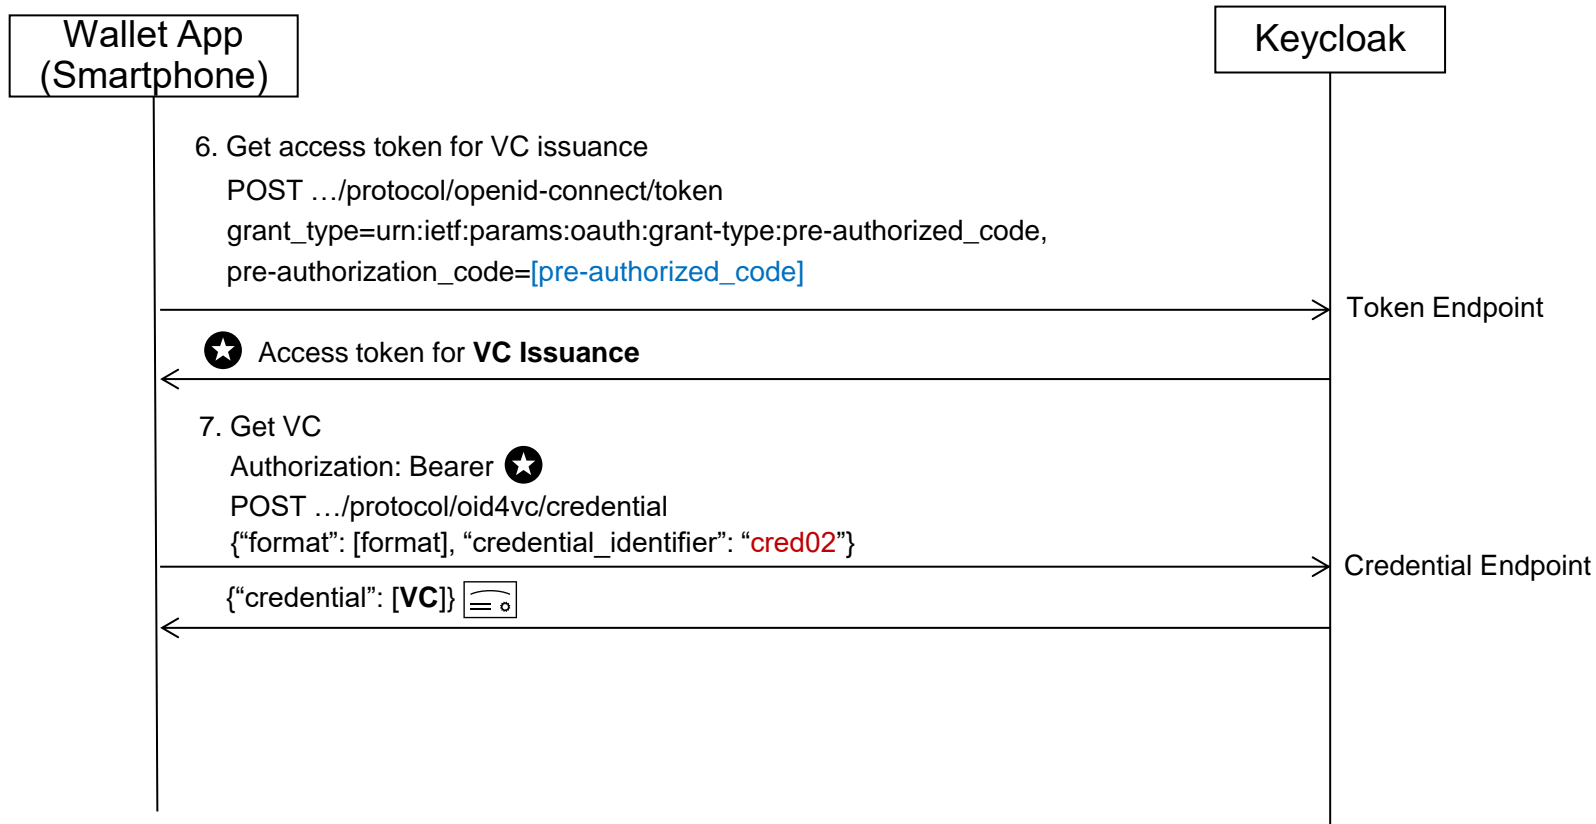 Wallet App
(Smartphone)
Keycloak
6. Get access token for VC issuance
POST …/protocol/openid-connect/token
grant_type=urn:ietf:params:oauth:grant-type:pre-authorized_code,
pre-authorization_code=[pre-authorized_code]
Token Endpoint
Access token for VC Issuance
7. Get VC
Authorization: Bearer
POST …/protocol/oid4vc/credential
{“format”: [format], “credential_identifier”: “cred02”}
Credential Endpoint
{“credential”: [VC]}